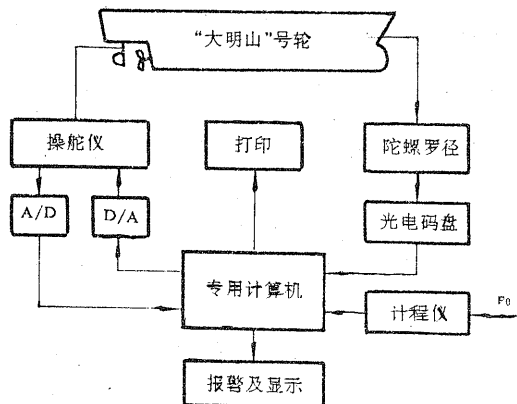 “大明山”号轮
操舵仪
打印
陀螺罗径
A/D
D/A
光电码盘
专用计算机
计程仪
F₀
报警及显示